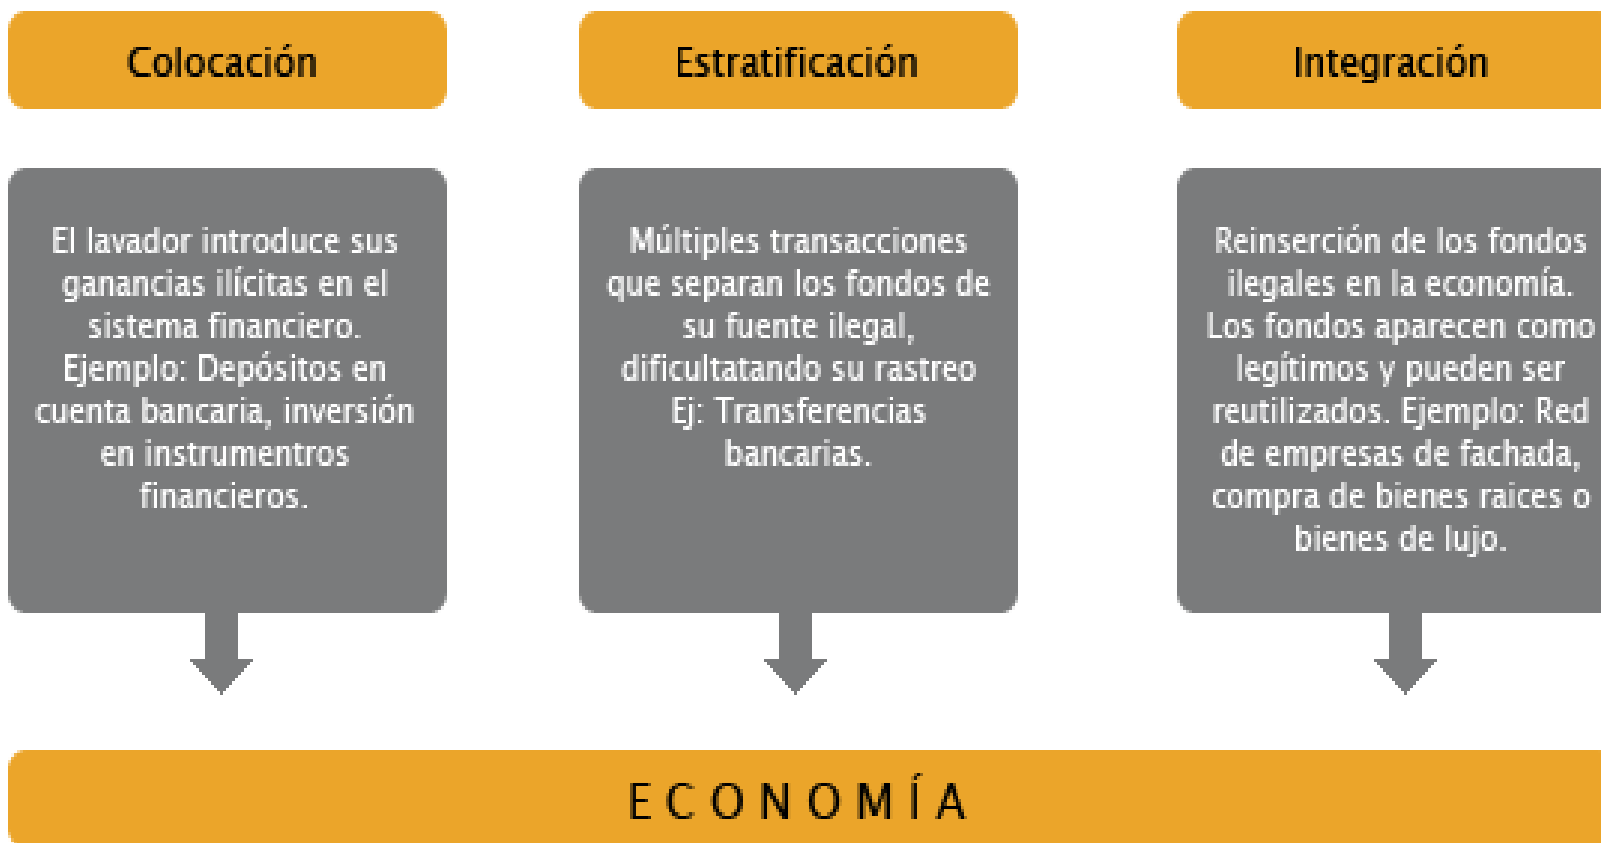 Colocación
Estratificación
Integración
El lavador introduce sus
ganancias ilícitas en el
sistema financiero.
Ejemplo: Depósitos en
cuenta bancaria, inversión
en instrumentros
financieros.
Múltiples transacciones
que separan los fondos de
su fuente ilegal,
dificultatando su rastreo
Ej: Transferencias
bancarias.
Reinserción de los fondos
ilegales en la economía.
Los fondos aparecen como
legítimos y pueden ser
reutilizados. Ejemplo: Red
de empresas de fachada,
compra de bienes raices o
bienes de lujo.
ECONOMÍA